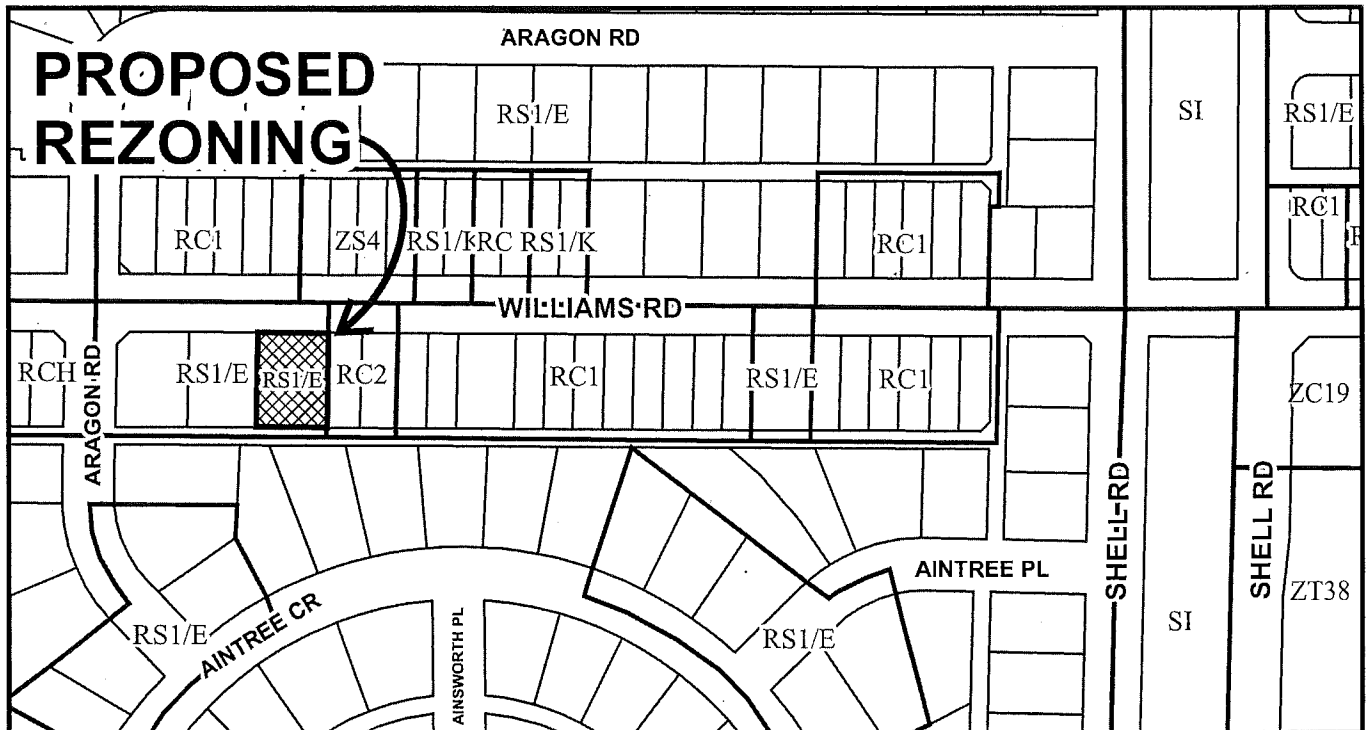 ARAGON RD
PROPOSED
REZONING
RS1/E
SI
RS1/E
RC1
ZS4
RS1/K
RC
RS1/K
RC1
RC1
WILLIAMS RD
RCH
ARAGON RD
RS1/E
RS1/E
RC2
RC1
RS1/E
RC1
ZC19
SHELL RD
SHELL RD
AINTREE PL
ZT38
SI
RS1/E
AINTREE CR
AINSWORTH PL
RS1/E